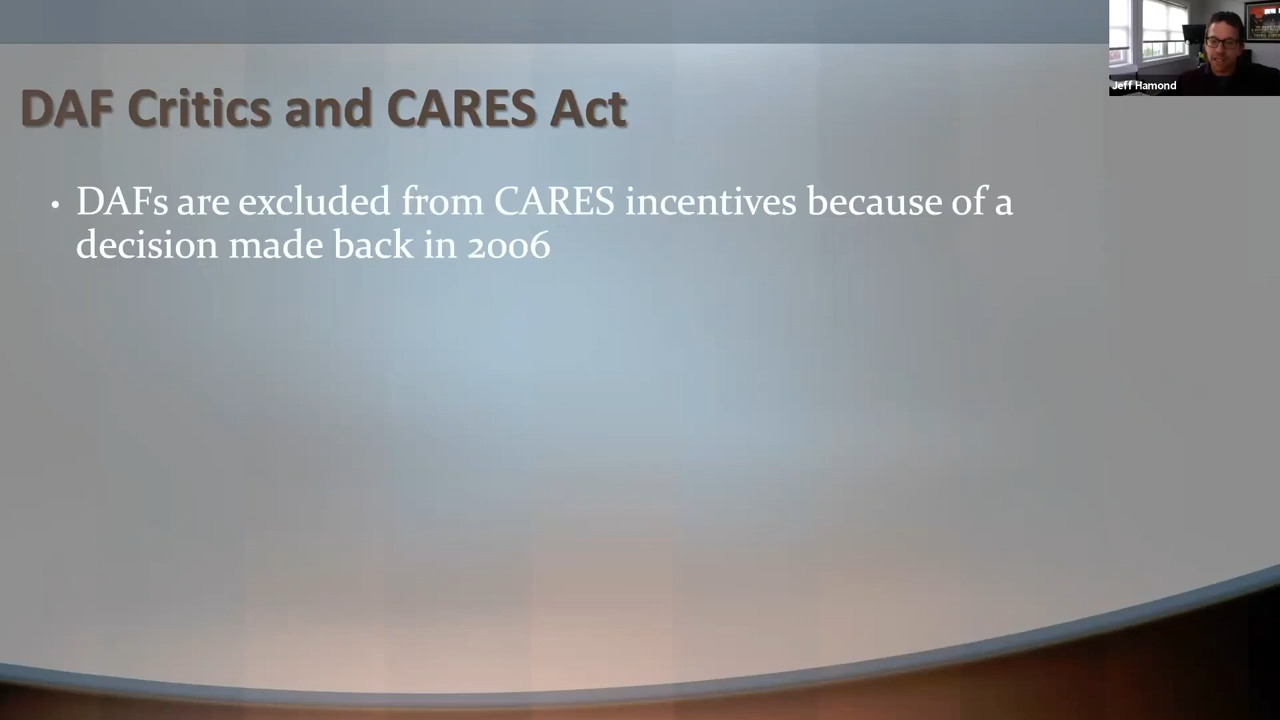 Jeff Hamond
DAF Critics and CARES Act
• DAFs are excluded from CARES incentives because of a
decision made back in 2006